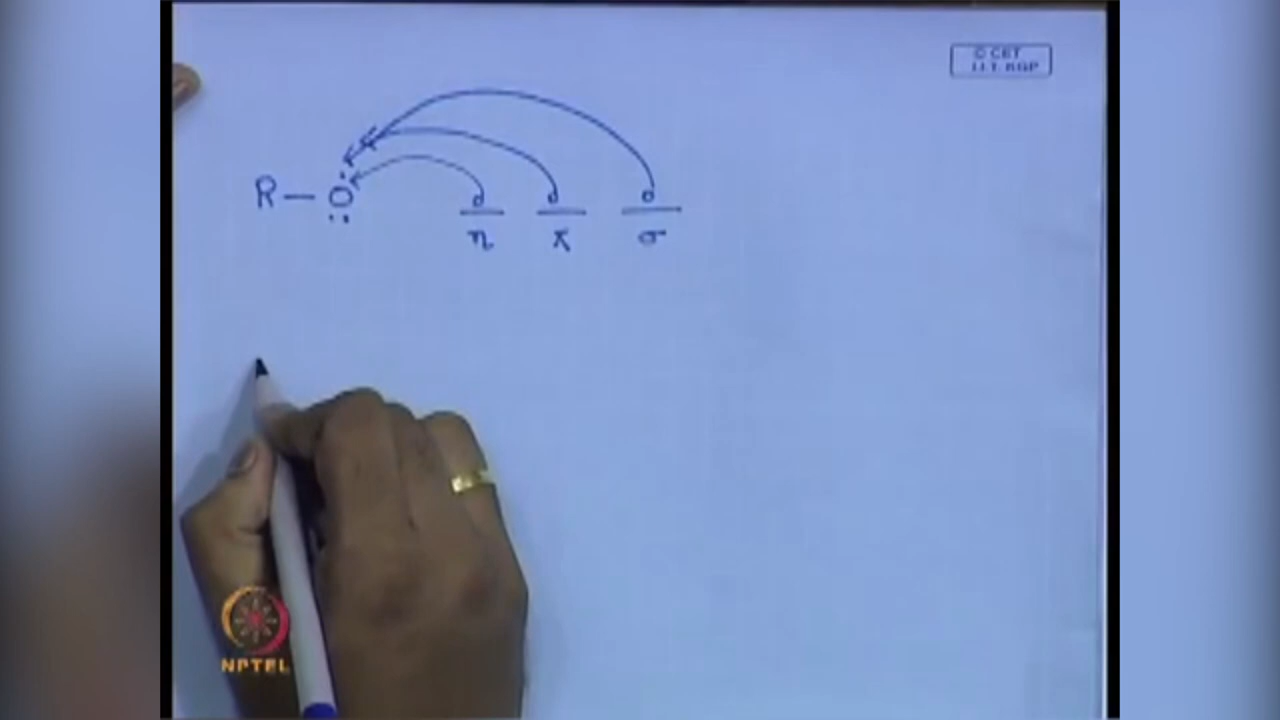 © CET
I.I.T. KGP
R – O
n π σ
NPTEL